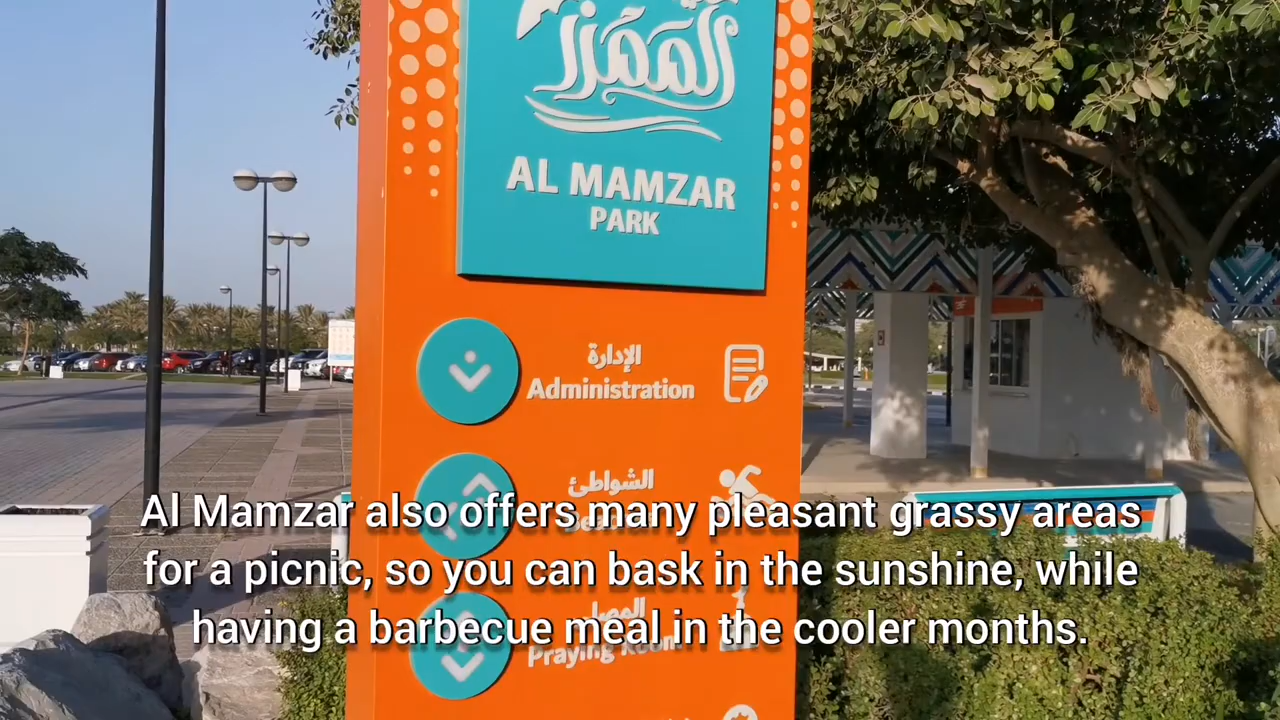 الممزر
AL MAMZAR
PARK
الإدارة
Administration
الشواطئ
Al Mamzar also offers many pleasant grassy areas
for a picnic, so you can bask in the sunshine, while
having a barbecue meal in the cooler months.
المصلى
Praying Room